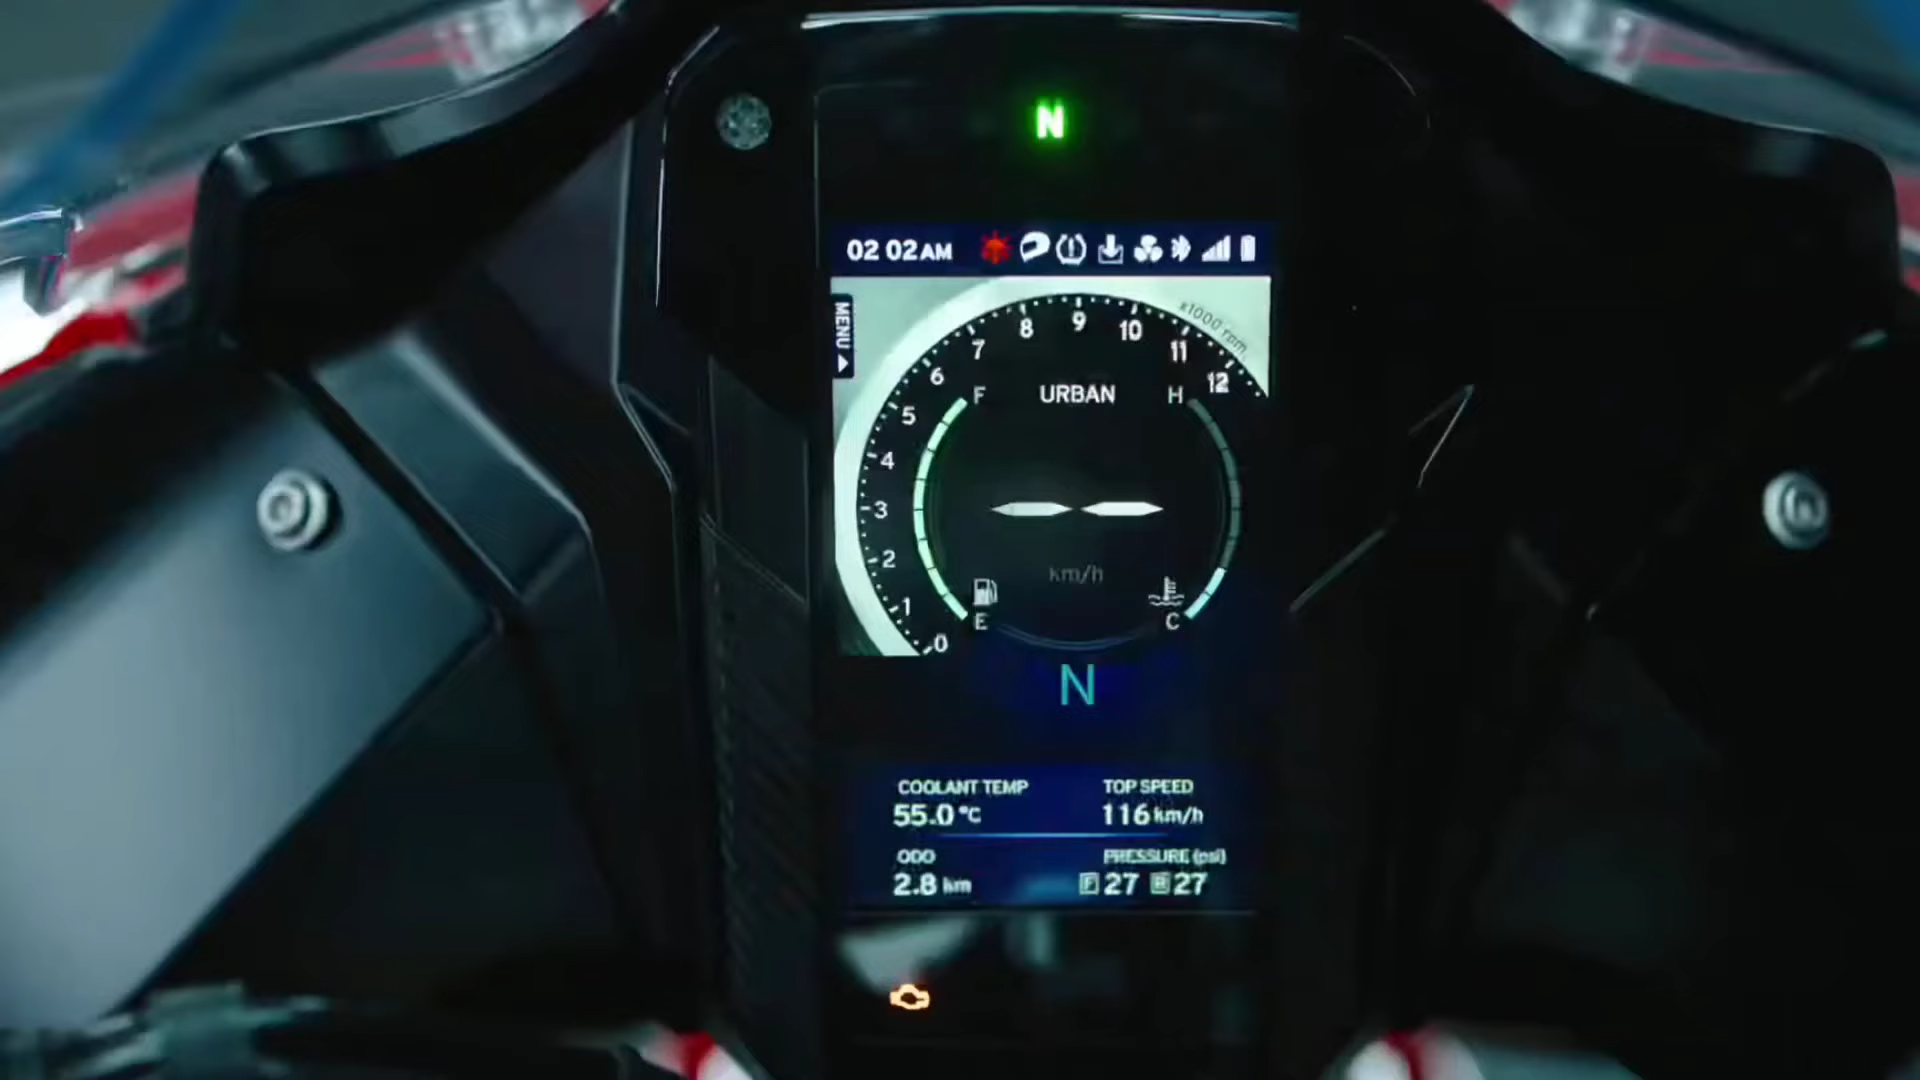 N
02 02 AM
MENU
x1000 rpm
0
1
2
3
4
5
6
7
8
9
10
11
12
F
URBAN
H
km/h
E
C
N
COOLANT TEMP
TOP SPEED
55.0 °C
116 km/h
ODO
PRESSURE (psi)
2.8 km
F 27 R 27